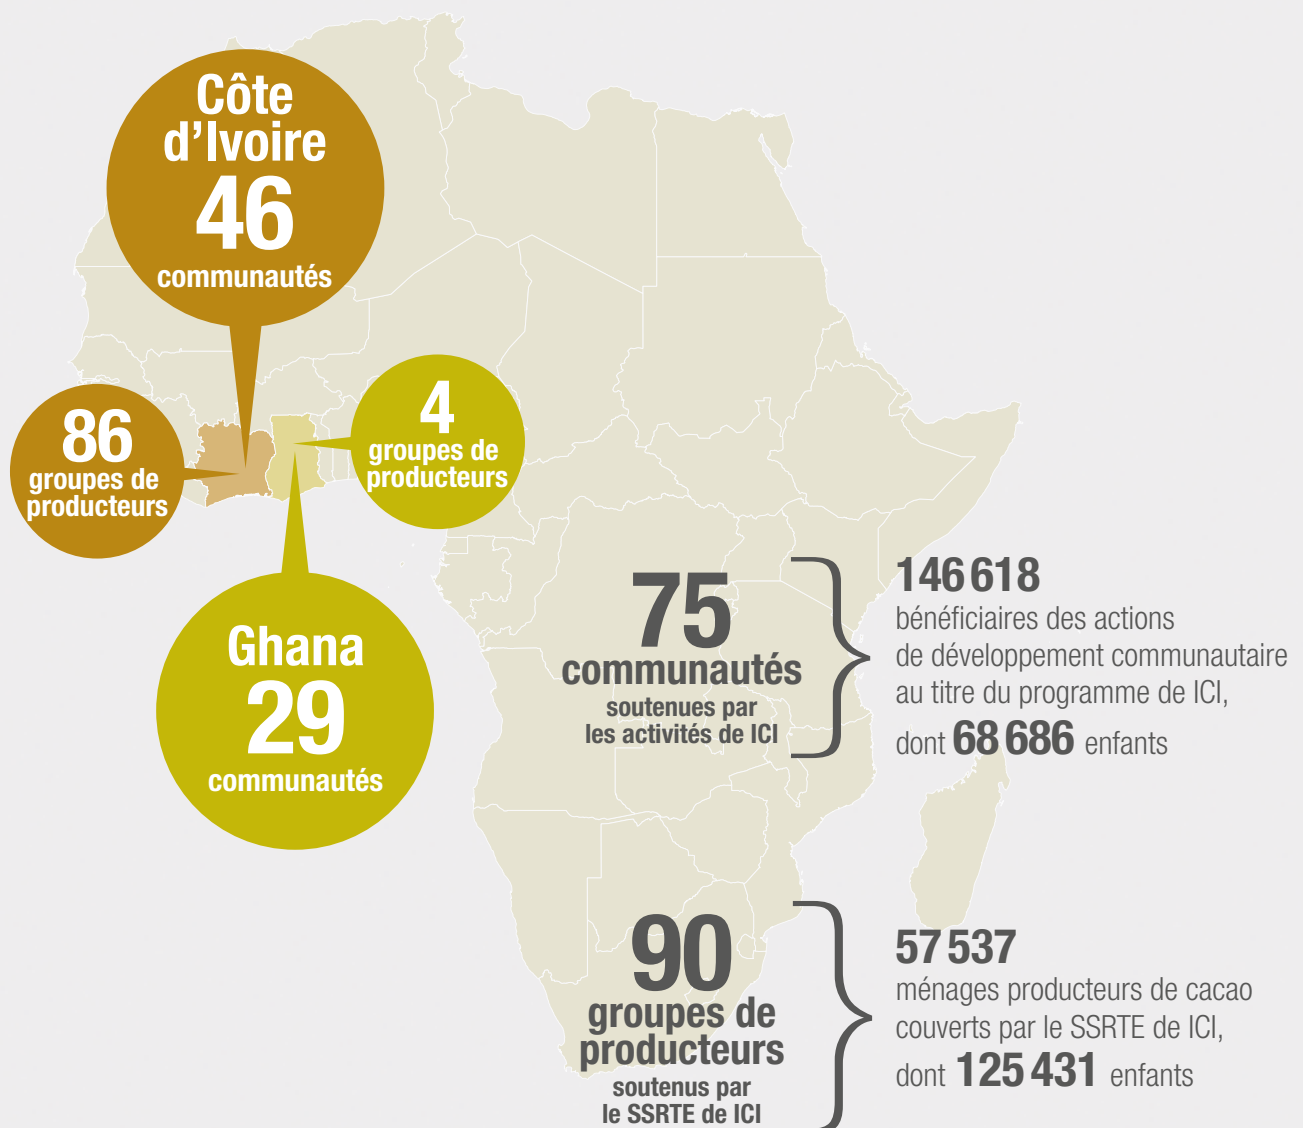 Côte
d’Ivoire
46
communautés
86
groupes de
producteurs
4
groupes de
producteurs
Ghana
29
communautés
75
communautés
soutenues par
les activités de ICI
146 618
bénéficiaires des actions
de développement communautaire
au titre du programme de ICI,
dont 68 686 enfants
90
groupes de
producteurs
soutenus par
le SSRTE de ICI
57 537
ménages producteurs de cacao
couverts par le SSRTE de ICI,
dont 125 431 enfants